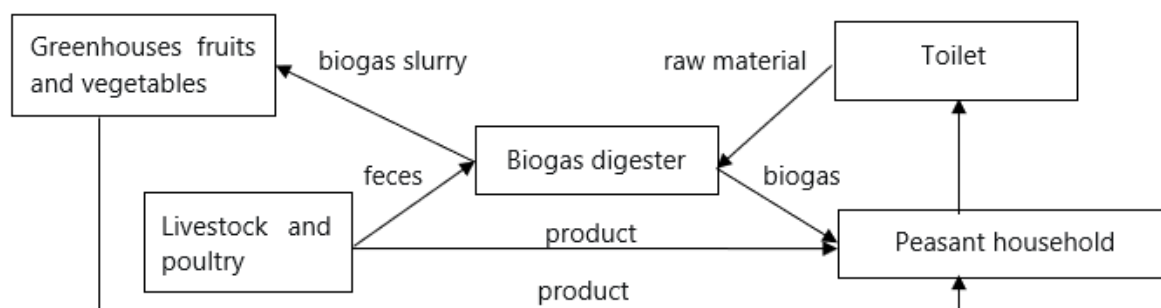 Greenhouses fruits
and vegetables
biogas slurry
raw material
Toilet
Biogas digester
feces
biogas
Livestock and
poultry
product
Peasant household
product